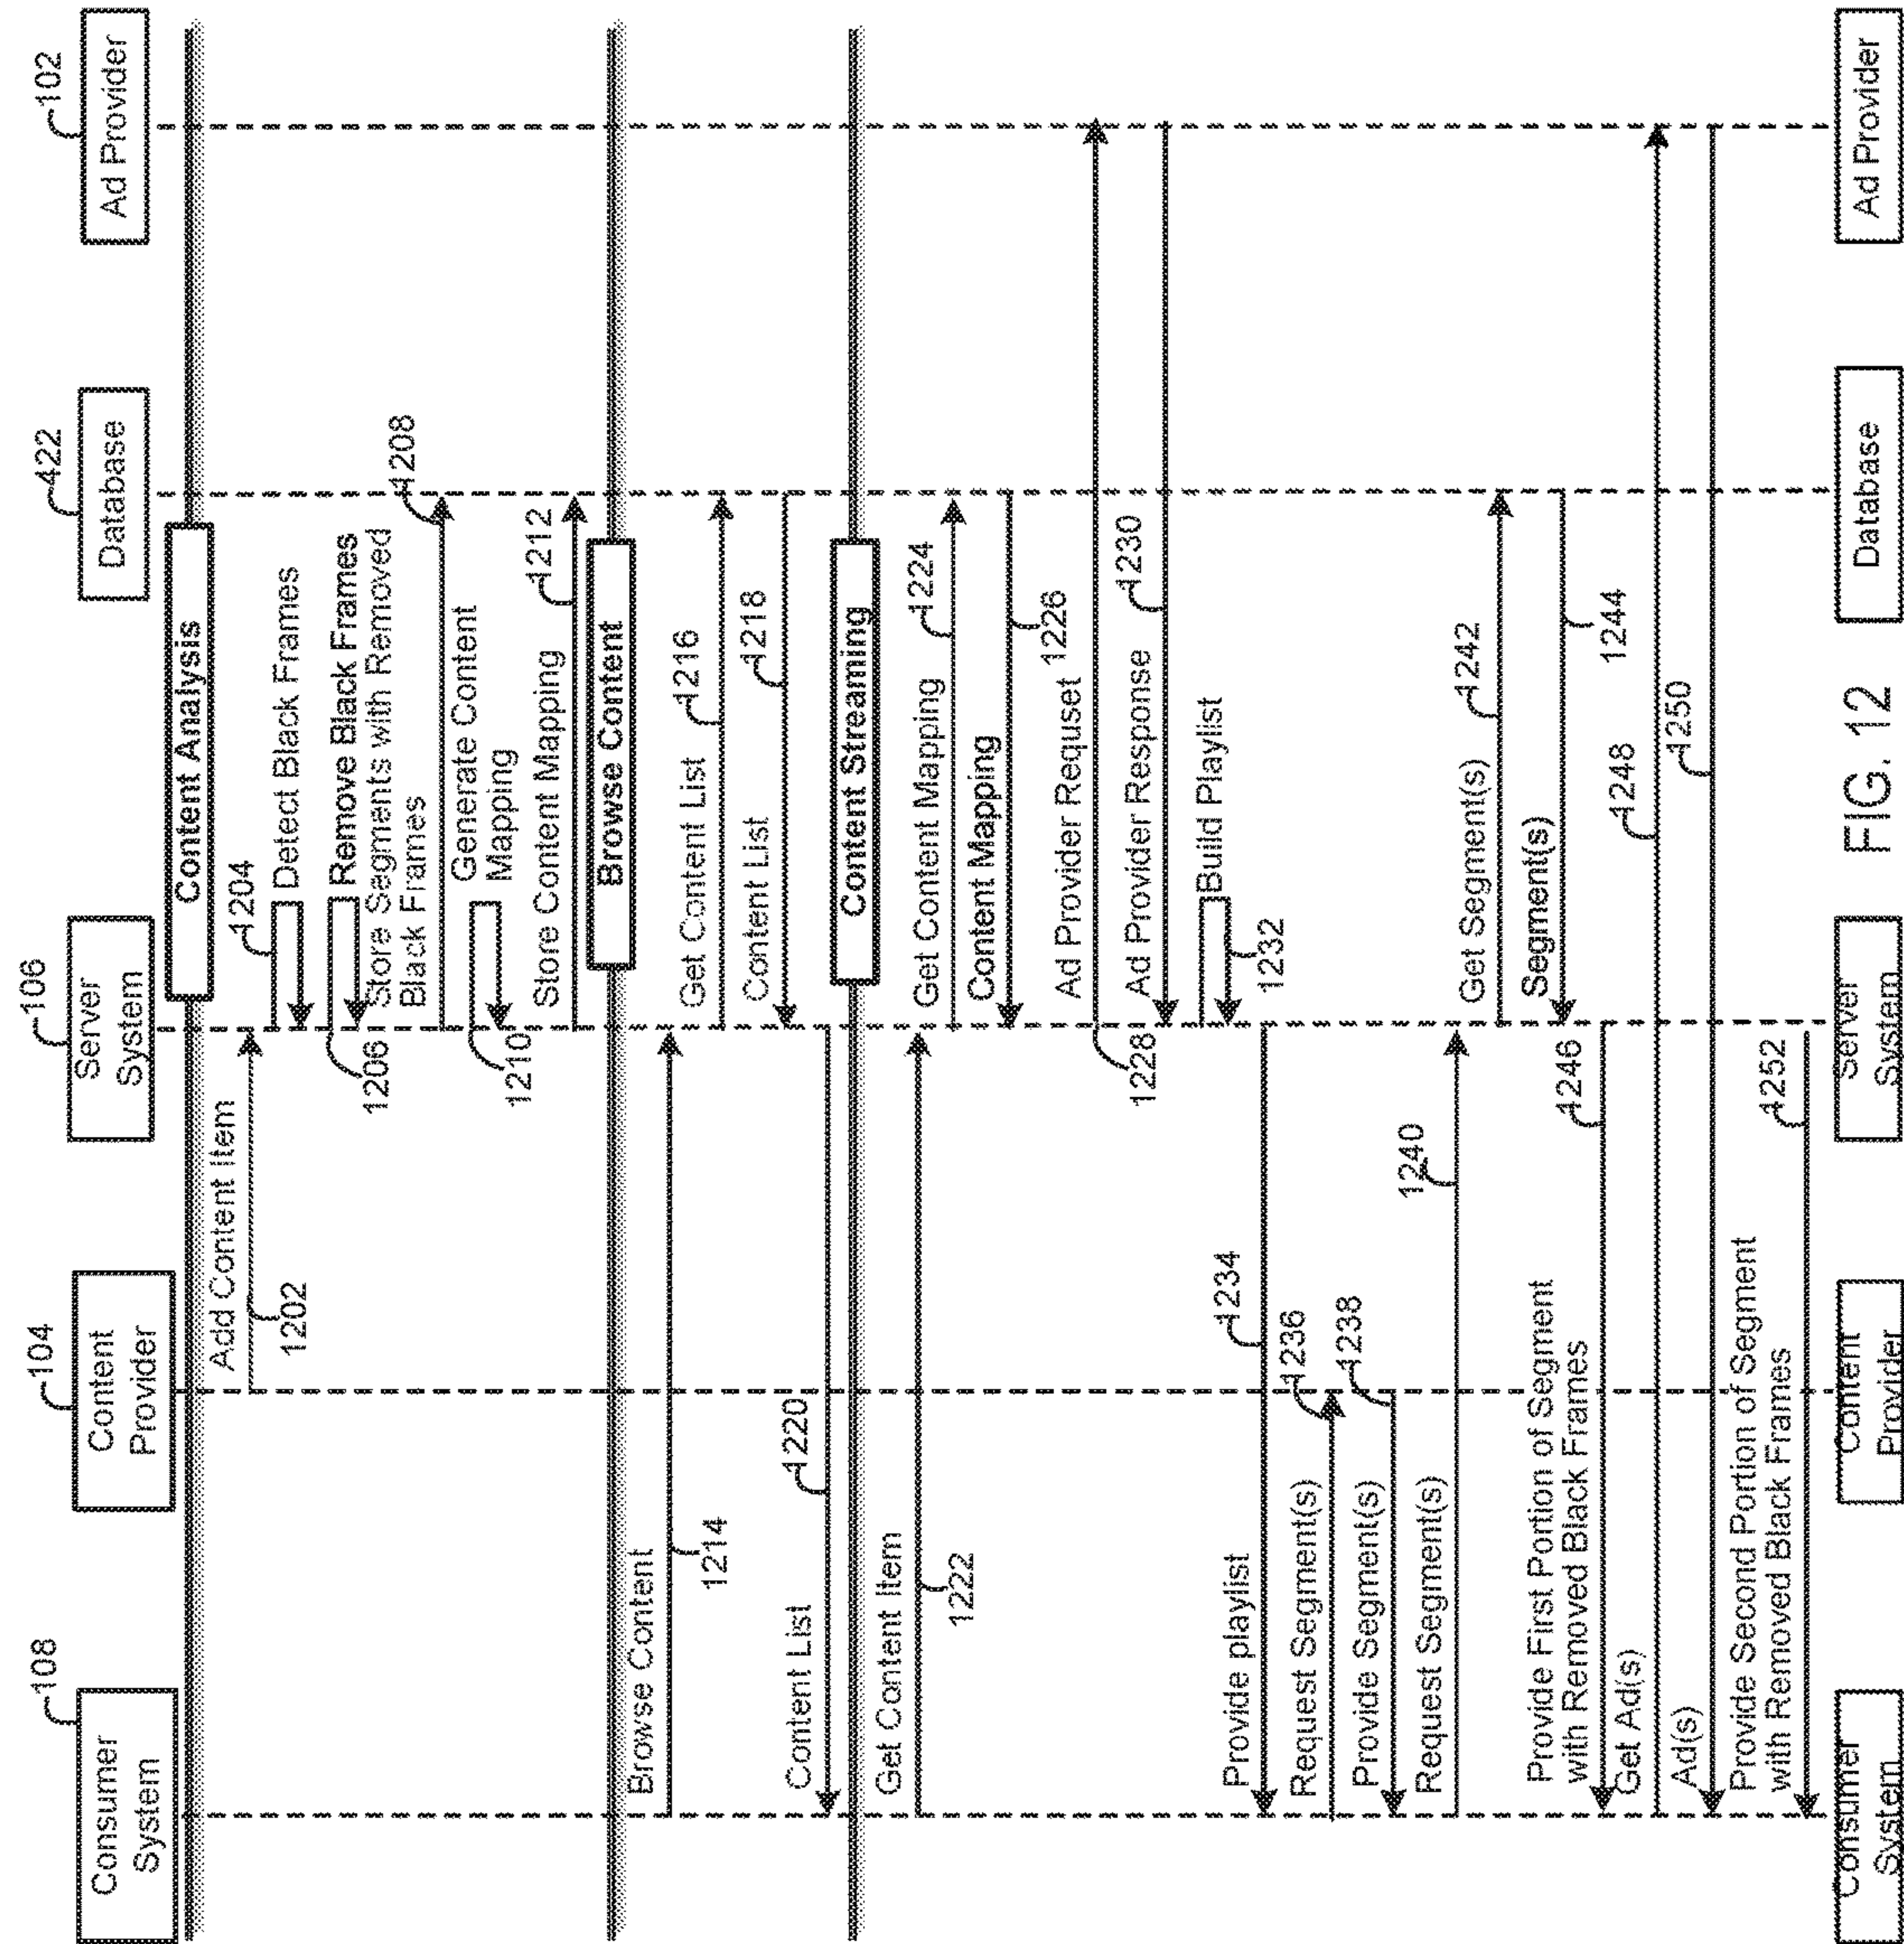 108
Consumer
System
104
Content
Provider
106
Server
System
422
Database
102
Ad Provider
Content Analysis
Add Content Item
1202
1204
Detect Black Frames
Remove Black Frames
1206
Store Segments with Removed
Black Frames
1208
Generate Content
Mapping
1210
Store Content Mapping
1212
Browse Content
Browse Content
1214
Get Content List
1216
Content List
1218
Content List
1220
Content Streaming
Get Content Item
1222
Get Content Mapping
1224
Content Mapping
1226
Ad Provider Requset
1228
Ad Provider Response
1230
Build Playlist
1232
Provide playlist
1234
Request Segment(s)
1236
Provide Segment(s)
1238
Request Segment(s)
1240
Get Segment(s)
1242
Segment(s)
1244
Provide First Portion of Segment
with Removed Black Frames
1246
Get Ad(s)
1248
Ad(s)
1250
Provide Second Portion of Segment
with Removed Black Frames
1252
Consumer
System
Content
Provider
Server
System
Database
Ad Provider
FIG. 12